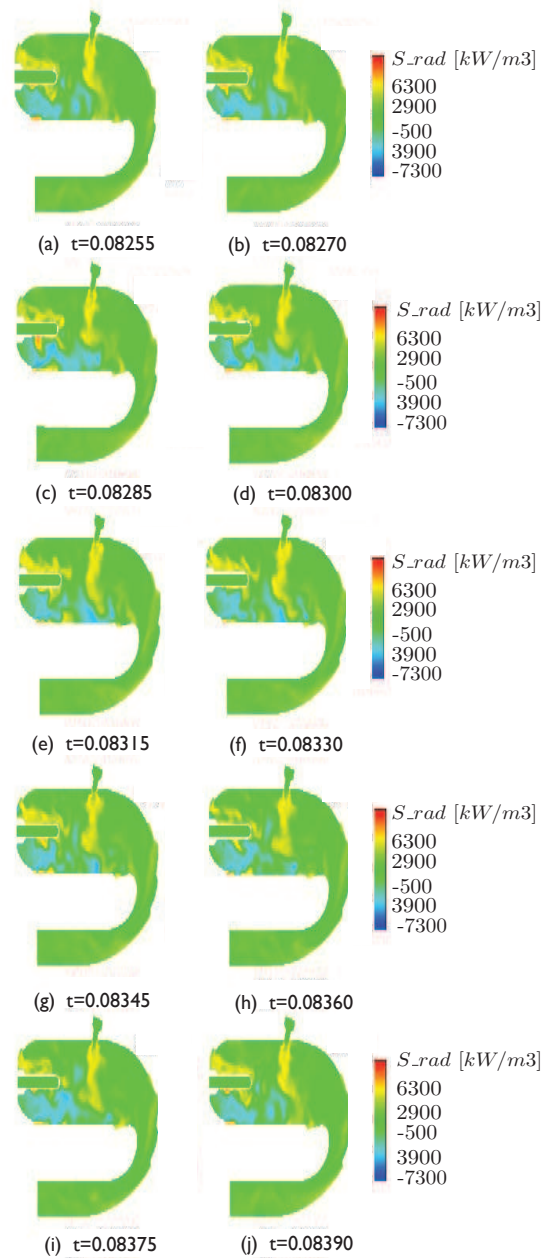 S_rad [kW/m3]
6300
2900
-500
3900
-7300
(a) t=0.08255
(b) t=0.08270
S_rad [kW/m3]
6300
2900
-500
3900
-7300
(c) t=0.08285
(d) t=0.08300
S_rad [kW/m3]
6300
2900
-500
3900
-7300
(e) t=0.08315
(f) t=0.08330
S_rad [kW/m3]
6300
2900
-500
3900
-7300
(g) t=0.08345
(h) t=0.08360
S_rad [kW/m3]
6300
2900
-500
3900
-7300
(i) t=0.08375
(j) t=0.08390